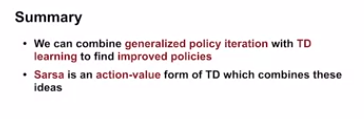 Summary
• We can combine generalized policy iteration with TD
learning to find improved policies
• Sarsa is an action-value form of TD which combines these
ideas